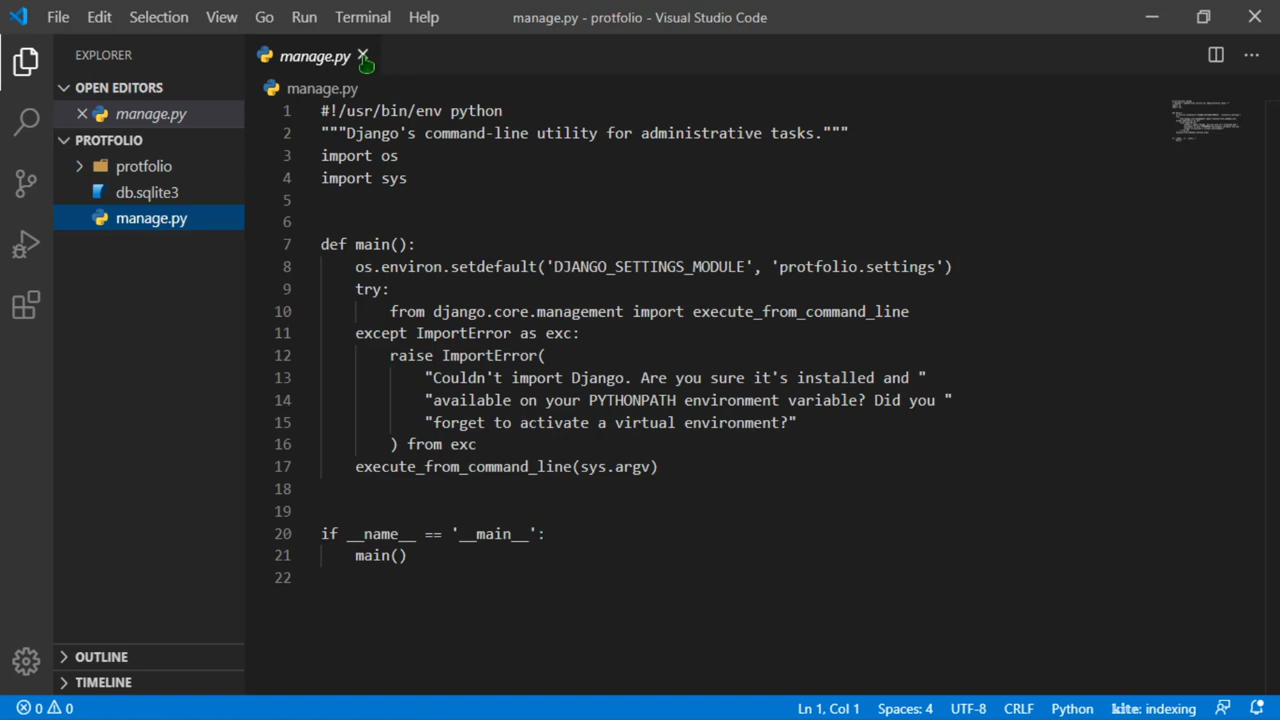 File Edit Selection View Go Run Terminal Help manage.py - protfolio - Visual Studio Code
EXPLORER
manage.py
OPEN EDITORS
manage.py
PROTFOLIO
protfolio
db.sqlite3
manage.py
OUTLINE
TIMELINE
manage.py
1 #!/usr/bin/env python
2 """Django's command-line utility for administrative tasks."""
3 import os
4 import sys
5
6
7 def main():
8 os.environ.setdefault('DJANGO_SETTINGS_MODULE', 'protfolio.settings')
9 try:
10 from django.core.management import execute_from_command_line
11 except ImportError as exc:
12 raise ImportError(
13 "Couldn't import Django. Are you sure it's installed and "
14 "available on your PYTHONPATH environment variable? Did you "
15 "forget to activate a virtual environment?"
16 ) from exc
17 execute_from_command_line(sys.argv)
18
19
20 if __name__ == '__main__':
21 main()
22
0 0 Ln 1, Col 1 Spaces: 4 UTF-8 CRLF Python kite: indexing